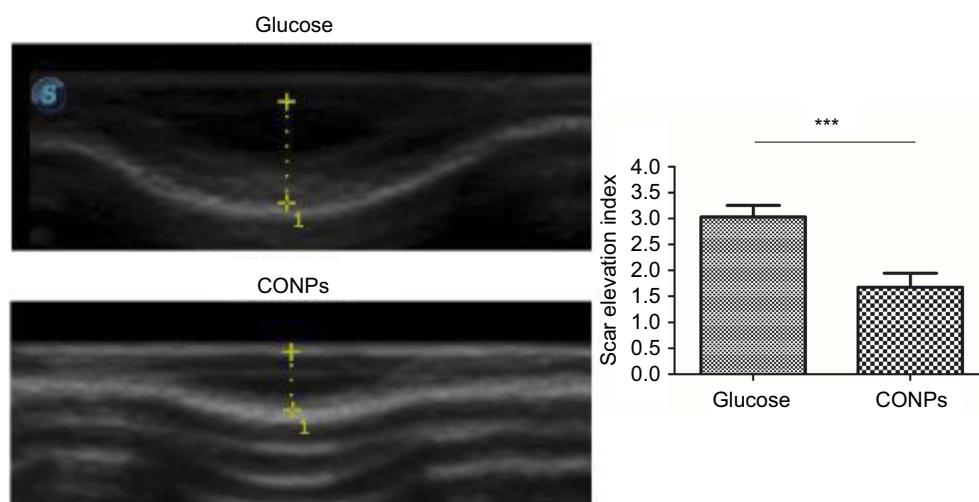 Glucose
S
1
CONPs
1
***
Scar elevation index
4.0
3.5
3.0
2.5
2.0
1.5
1.0
0.5
0.0
Glucose
CONPs